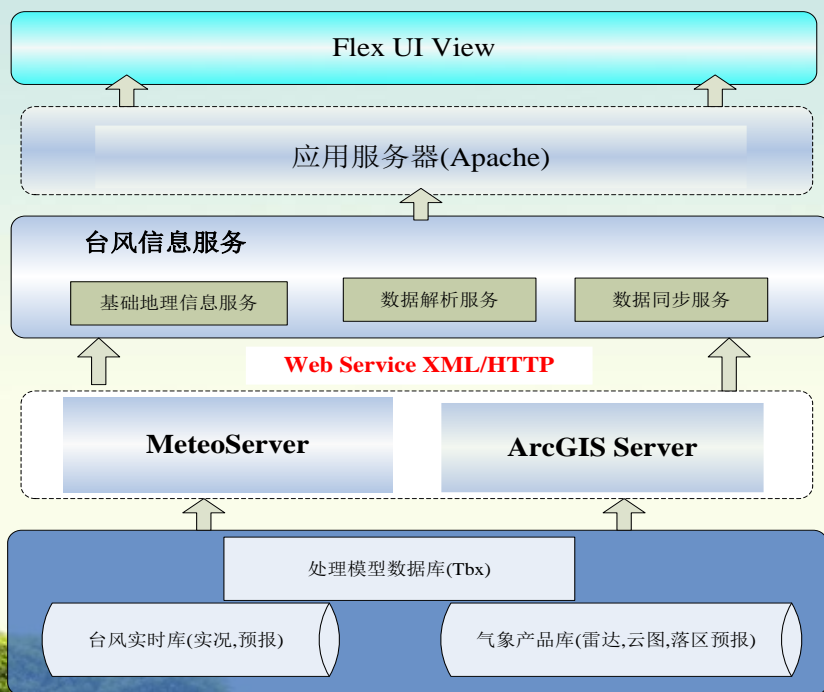 Flex UI View
应用服务器(Apache)
台风信息服务
基础地理信息服务
数据解析服务
数据同步服务
Web Service XML/HTTP
MeteoServer
ArcGIS Server
处理模型数据库(Tbx)
台风实时库(实况,预报)
气象产品库(雷达,云图,落区预报)